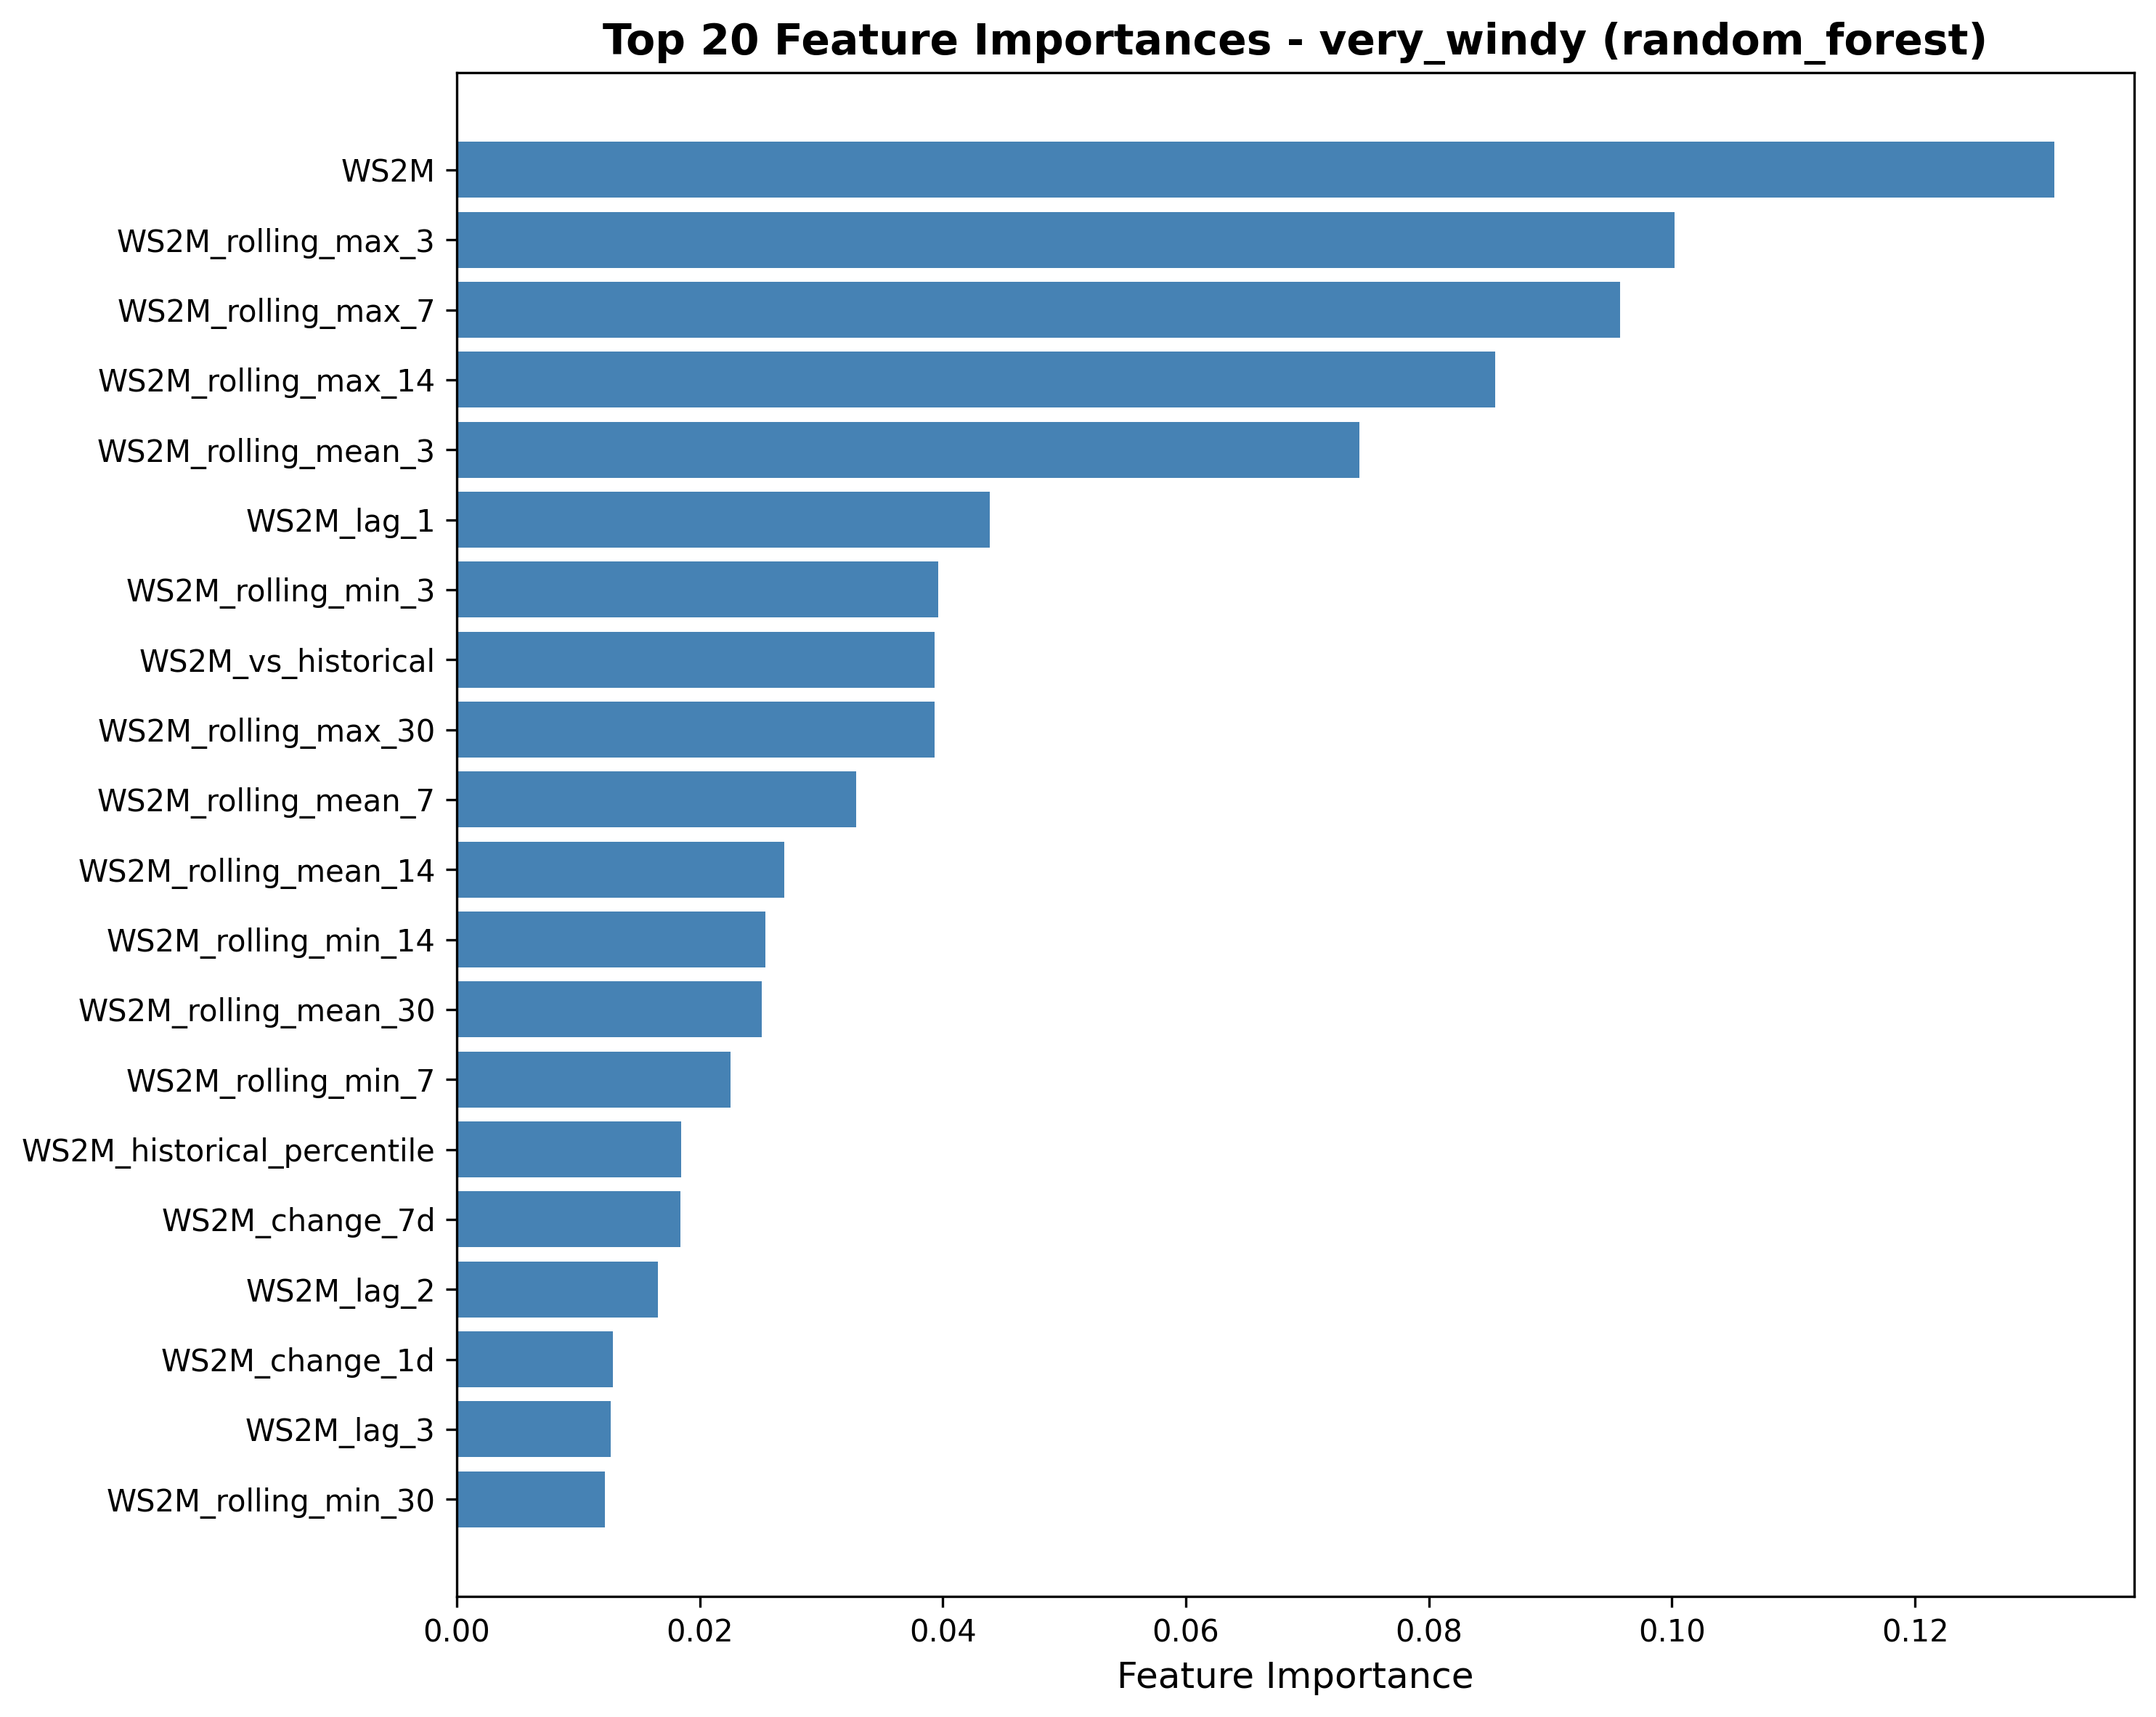 Top 20 Feature Importances - very_windy (random_forest)
WS2M
WS2M_rolling_max_3
WS2M_rolling_max_7
WS2M_rolling_max_14
WS2M_rolling_mean_3
WS2M_lag_1
WS2M_rolling_min_3
WS2M_vs_historical
WS2M_rolling_max_30
WS2M_rolling_mean_7
WS2M_rolling_mean_14
WS2M_rolling_min_14
WS2M_rolling_mean_30
WS2M_rolling_min_7
WS2M_historical_percentile
WS2M_change_7d
WS2M_lag_2
WS2M_change_1d
WS2M_lag_3
WS2M_rolling_min_30
0.00 0.02 0.04 0.06 0.08 0.10 0.12
Feature Importance